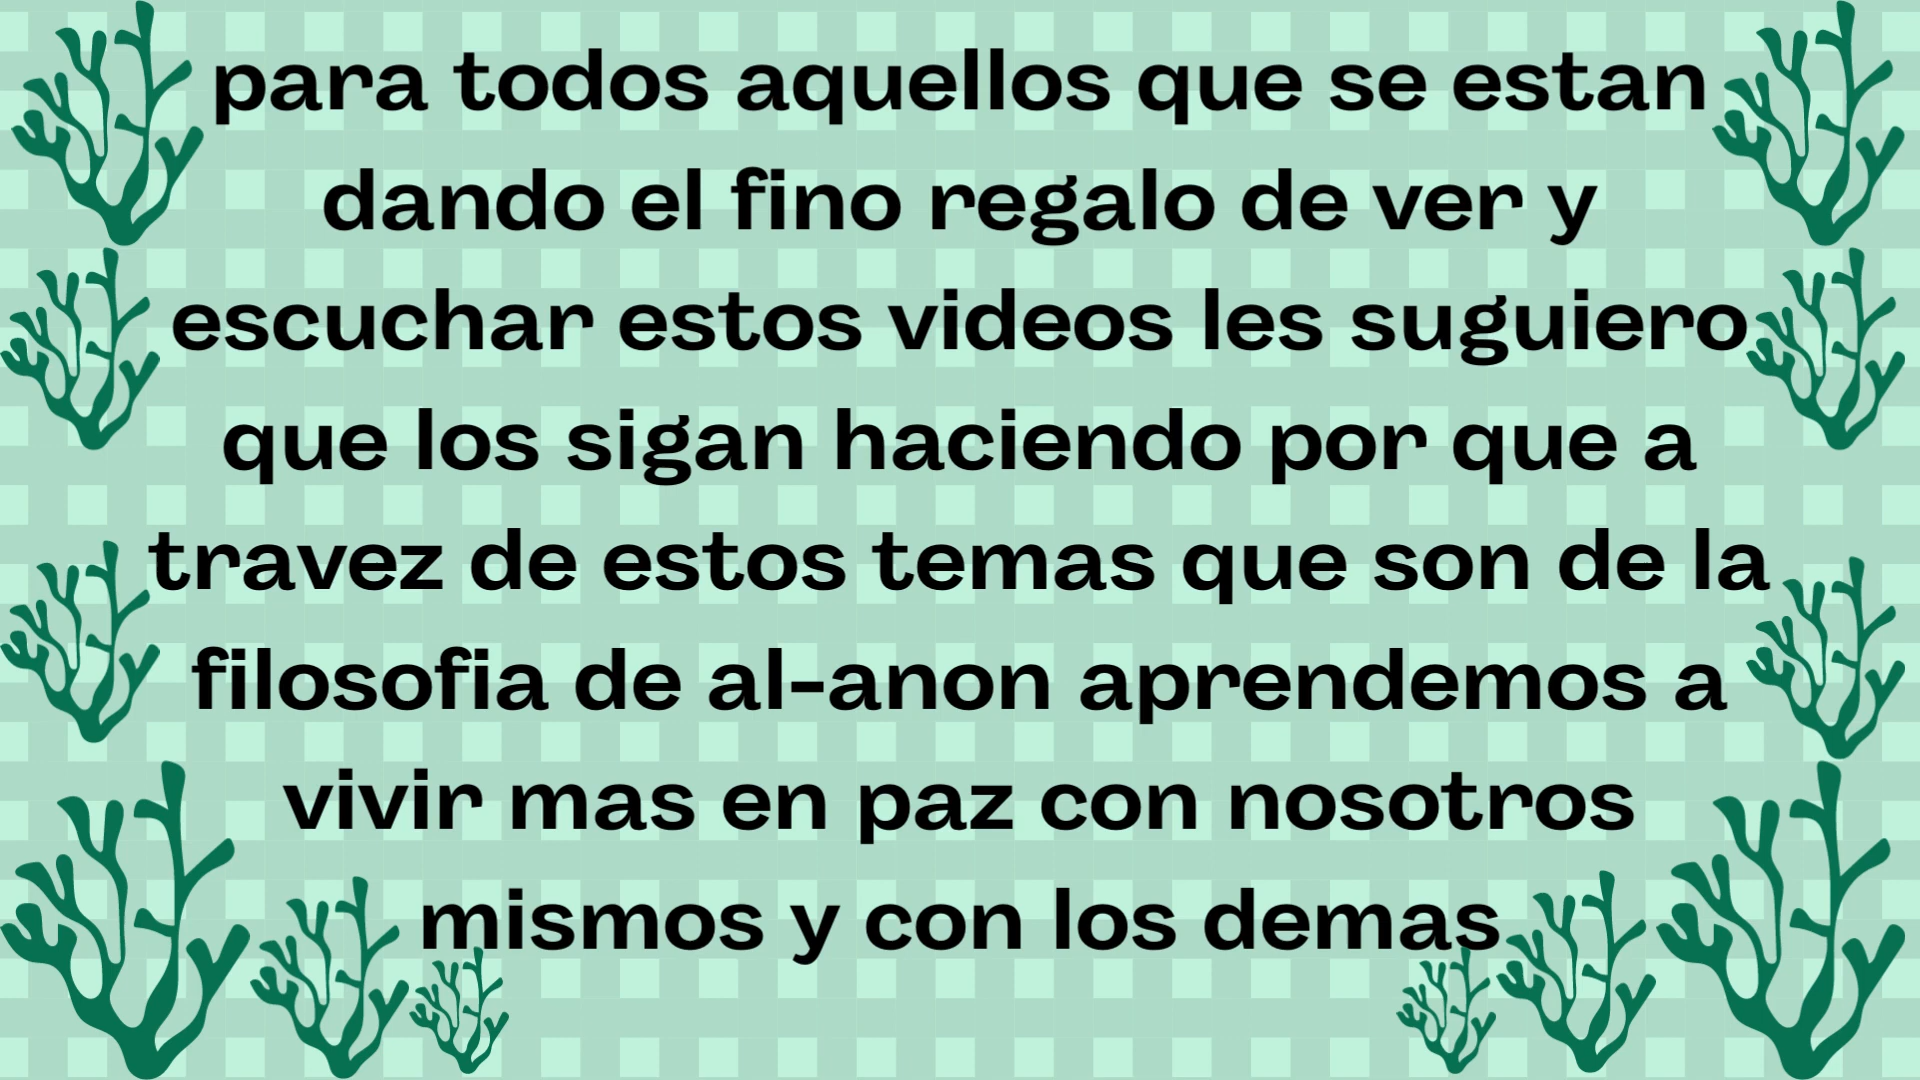 para todos aquellos que se estan
dando el fino regalo de ver y
escuchar estos videos les suguiero
que los sigan haciendo por que a
travez de estos temas que son de la
filosofia de al-anon aprendemos a
vivir mas en paz con nosotros
mismos y con los demas